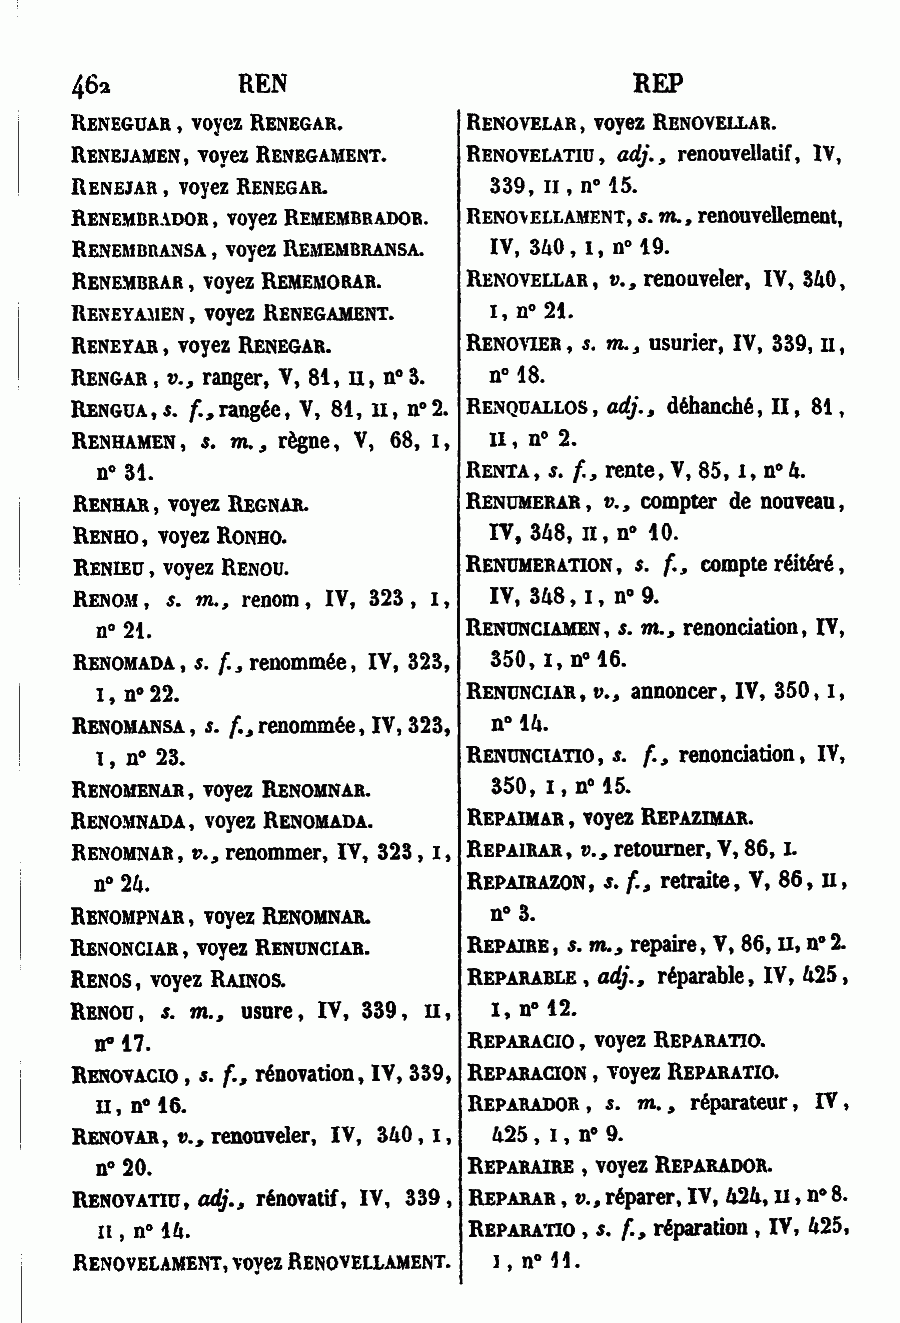 462 REN REP
RENEGUAR, voyez RENEGAR.
RENEJAMEN, voyez RENEGAMENT.
RENEJAR, voyez RENEGAR.
RENEMBRADOR, voyez REMEMBRADOR.
RENEMBRANSA, voyez REMEMBRANSA.
RENEMBRAR, voyez REMEMORAR.
RENEYAMEN, voyez RENEGAMENT.
RENEYAR, voyez RENEGAR.
RENGAR, v., ranger, V, 81, II, n° 3.
RENGUA, s. f., rangée, V, 81, II, n° 2.
RENHAMEN, s. m., règne, V, 68, I,
n° 31.
RENHAR, voyez REGNAR.
RENHO, voyez RONHO.
RENIEU, voyez RENOU.
RENOM, s. m., renom, IV, 323, I,
n° 21.
RENOMADA, s. f., renommée, IV, 323,
I, n° 22.
RENOMANSA, s. f., renommée, IV, 323,
I, n° 23.
RENOMENAR, voyez RENOMNAR.
RENOMNADA, voyez RENOMADA.
RENOMNAR, v., renommer, IV, 323, I,
n° 24.
RENOMPNAR, voyez RENOMNAR.
RENONCIAR, voyez RENUNCIAR.
RENOS, voyez RAINOS.
RENOU, s. m., usure, IV, 339, II,
n° 17.
RENOVACIO, s. f., rénovation, IV, 339,
II, n° 16.
RENOVAR, v., renouveler, IV, 340, I,
n° 20.
RENOVATIU, adj., rénovatif, IV, 339,
II, n° 14.
RENOVELAMENT, voyez RENOVELLAMENT.
RENOVELAR, voyez RENOVELLAR.
RENOVELATIU, adj., renouvellatif, IV,
339, II, n° 15.
RENOVELLAMENT, s. m., renouvellement,
IV, 340, I, n° 19.
RENOVELLAR, v., renouveler, IV, 340,
I, n° 21.
RENOVIER, s. m., usurier, IV, 339, II,
n° 18.
RENQUALLOS, adj., déhanché, II, 81,
II, n° 2.
RENTA, s. f., rente, V, 85, I, n° 4.
RENUMERAR, v., compter de nouveau,
IV, 348, II, n° 10.
RENUMERATION, s. f., compte réitéré,
IV, 348, I, n° 9.
RENUNCIAMEN, s. m., renonciation, IV,
350, I, n° 16.
RENUNCIAR, v., annoncer, IV, 350, I,
n° 14.
RENUNCIATIO, s. f., renonciation, IV,
350, I, n° 15.
REPAIMAR, voyez REPAZIMAR.
REPAIRAR, v., retourner, V, 86, I.
REPAIRAZON, s. f., retraite, V, 86, II,
n° 3.
REPAIRE, s. m., repaire, V, 86, II, n° 2.
REPARABLE, adj., réparable, IV, 425,
I, n° 12.
REPARACIO, voyez REPARATIO.
REPARACION, voyez REPARATIO.
REPARADOR, s. m., réparateur, IV,
425, I, n° 9.
REPARAIRE, voyez REPARADOR.
REPARAR, v., réparer, IV, 424, II, n° 8.
REPARATIO, s. f., réparation, IV, 425,
I, n° 11.